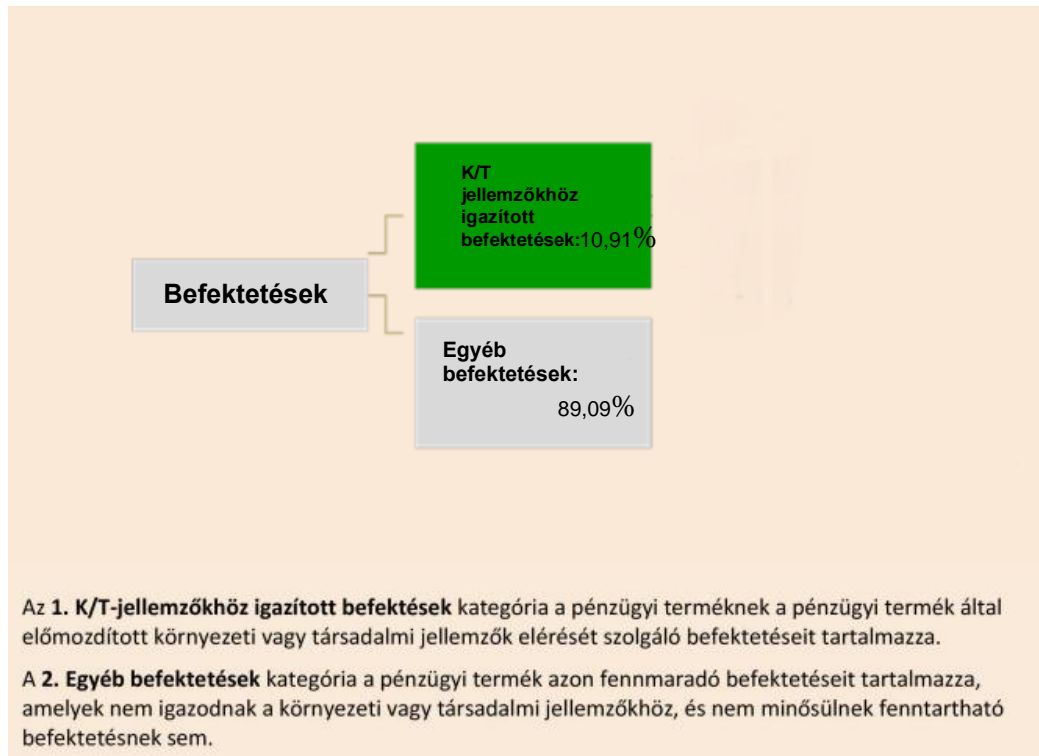 K/T
jellemzőkhöz
igazított
befektetések:10,91%
Befektetések
Egyéb
befektetések:
89,09%
Az 1. K/T-jellemzőkhöz igazított befektések kategória a pénzügyi terméknek a pénzügyi termék által
előmozdított környezeti vagy társadalmi jellemzők elérését szolgáló befektetéseit tartalmazza.
A 2. Egyéb befektetések kategória a pénzügyi termék azon fennmaradó befektetéseit tartalmazza,
amelyek nem igazodnak a környezeti vagy társadalmi jellemzőkhöz, és nem minősülnek fenntartható
befektetésnek sem.